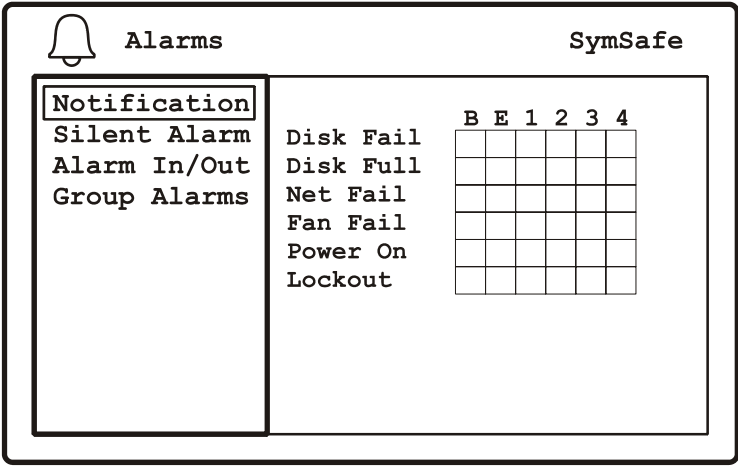 Alarms SymSafe
Notification
Silent Alarm
Alarm In/Out
Group Alarms
B E 1 2 3 4
Disk Fail
Disk Full
Net Fail
Fan Fail
Power On
Lockout